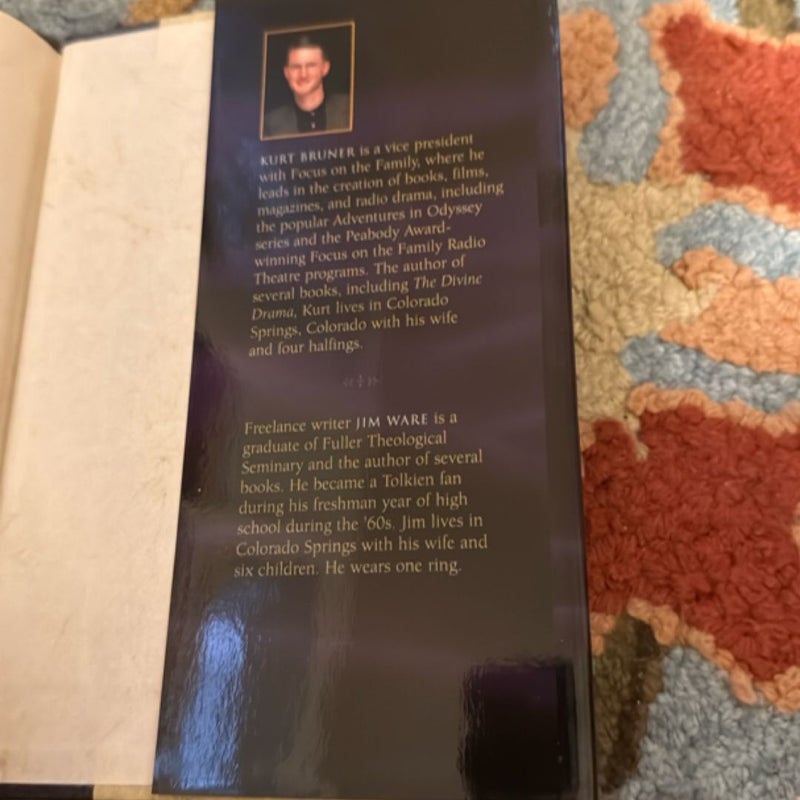 KURT BRUNER is a vice president
with Focus on the Family, where he
leads in the creation of books, films,
magazines, and radio drama, including
the popular Adventures in Odyssey
series and the Peabody Award-
winning Focus on the Family Radio
Theatre programs. The author of
several books, including The Divine
Drama, Kurt lives in Colorado
Springs, Colorado with his wife
and four halflings.
Freelance writer JIM WARE is a
graduate of Fuller Theological
Seminary and the author of several
books. He became a Tolkien fan
during his freshman year of high
school during the '60s. Jim lives in
Colorado Springs with his wife and
six children. He wears one ring.